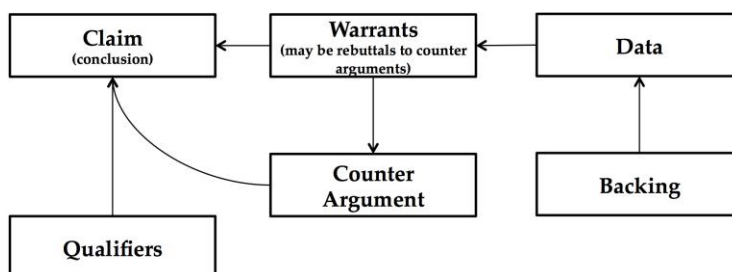 Claim
(conclusion)
Warrants
(may be rebuttals to counter
arguments)
Data
Counter
Argument
Backing
Qualifiers